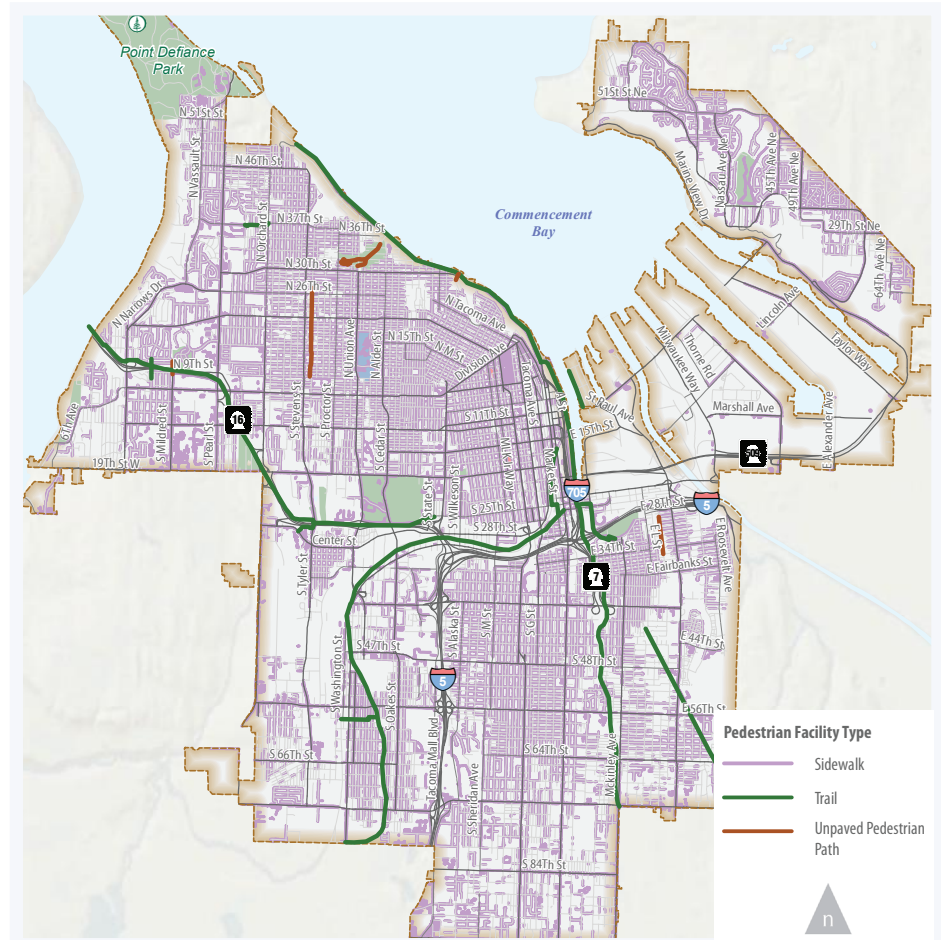 Point Defiance
Park
N 51St St
51St St Ne
N Vassault St
N 46Th St
Marine View Dr
Nassau Ave Ne
45Th Ave Ne
49Th Ave Ne
N Orchard St
N 37Th St
N 36Th St
Commencement
Bay
29Th St Ne
64Th Ave Ne
N 30Th St
N 26Th St
N Narrows Dr
N Tacoma Ave
Lincoln Ave
Taylor Way
N Union Ave
N Alder St
N 15Th St
N M St
Division Ave
Milwaukee Way
Thorne Rd
N 9Th St
Tacoma Ave S
A St
St Paul Ave
Marshall Ave
6Th Ave
S Mildred St
S Pearl St
16
S Stevens St
S Proctor St
S Cedar St
S 11Th St
E 15Th St
E Alexander Ave
19Th St W
Market St
509
705
5
S State St
S Wilkeson St
S 25Th St
S 28Th St
E 28Th St
E L St
E Roosevelt Ave
Center St
E 34Th St
E Fairbanks St
S Tyler St
7
S Alaska St
S M St
S G St
E 44Th St
S 47Th St
S 48Th St
S Washington St
S Oakes St
5
E 56Th St
S 66Th St
Tacoma Mall Blvd
S 64Th St
Mckinley Ave
S Sheridan Ave
S 84Th St
Pedestrian Facility Type
Sidewalk
Trail
Unpaved Pedestrian
Path
n